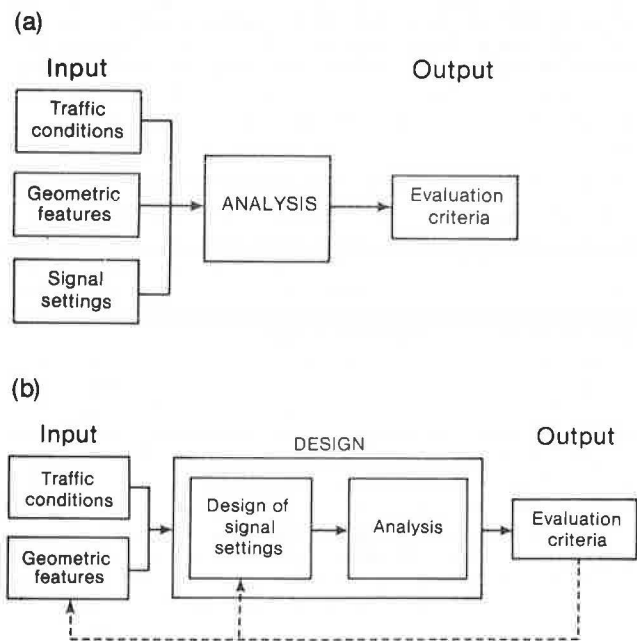 (a)
Input
Output
Traffic
conditions
Geometric
features
Signal
settings
ANALYSIS
Evaluation
criteria
(b)
Input
DESIGN
Output
Traffic
conditions
Geometric
features
Design of
signal
settings
Analysis
Evaluation
criteria